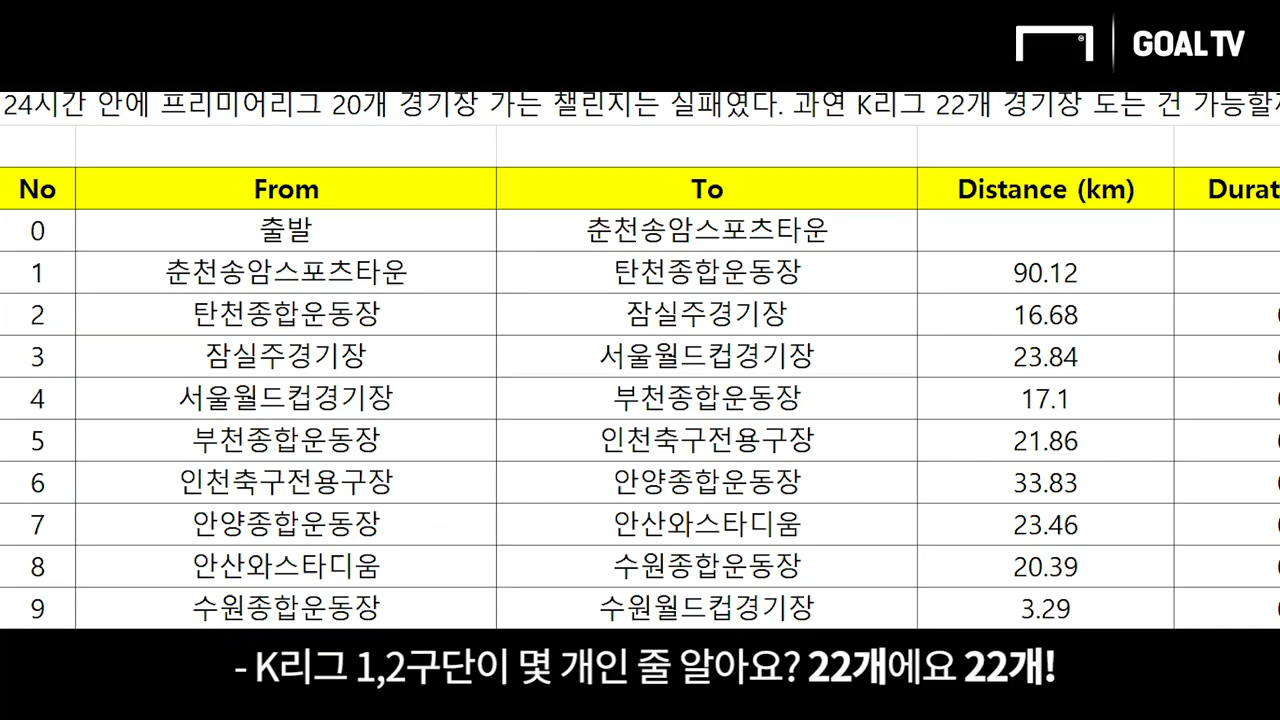 GOAL TV
24시간 안에 프리미어리그 20개 경기장 가는 챌린지는 실패였다. 과연 K리그 22개 경기장 도는 건 가능할
No From To Distance (km) Durat
0 출발 춘천송암스포츠타운
1 춘천송암스포츠타운 탄천종합운동장 90.12
2 탄천종합운동장 잠실주경기장 16.68
3 잠실주경기장 서울월드컵경기장 23.84
4 서울월드컵경기장 부천종합운동장 17.1
5 부천종합운동장 인천축구전용구장 21.86
6 인천축구전용구장 안양종합운동장 33.83
7 안양종합운동장 안산와스타디움 23.46
8 안산와스타디움 수원종합운동장 20.39
9 수원종합운동장 수원월드컵경기장 3.29
- K리그 1,2구단이 몇 개인 줄 알아요? 22개에요 22개!